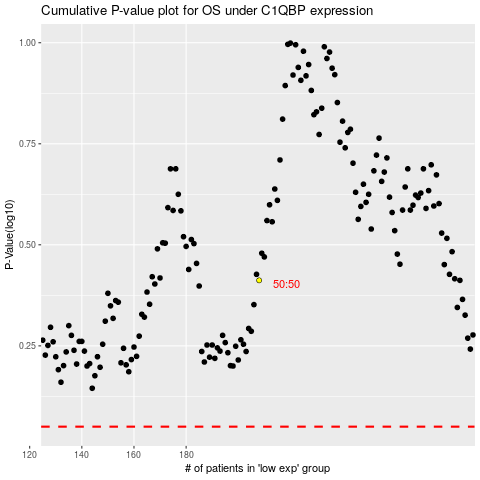 Cumulative P-value plot for OS under C1QBP expression
1.00
0.75
0.50
0.25
P-Value(log10)
50:50
120 140 160 180
# of patients in 'low exp' group